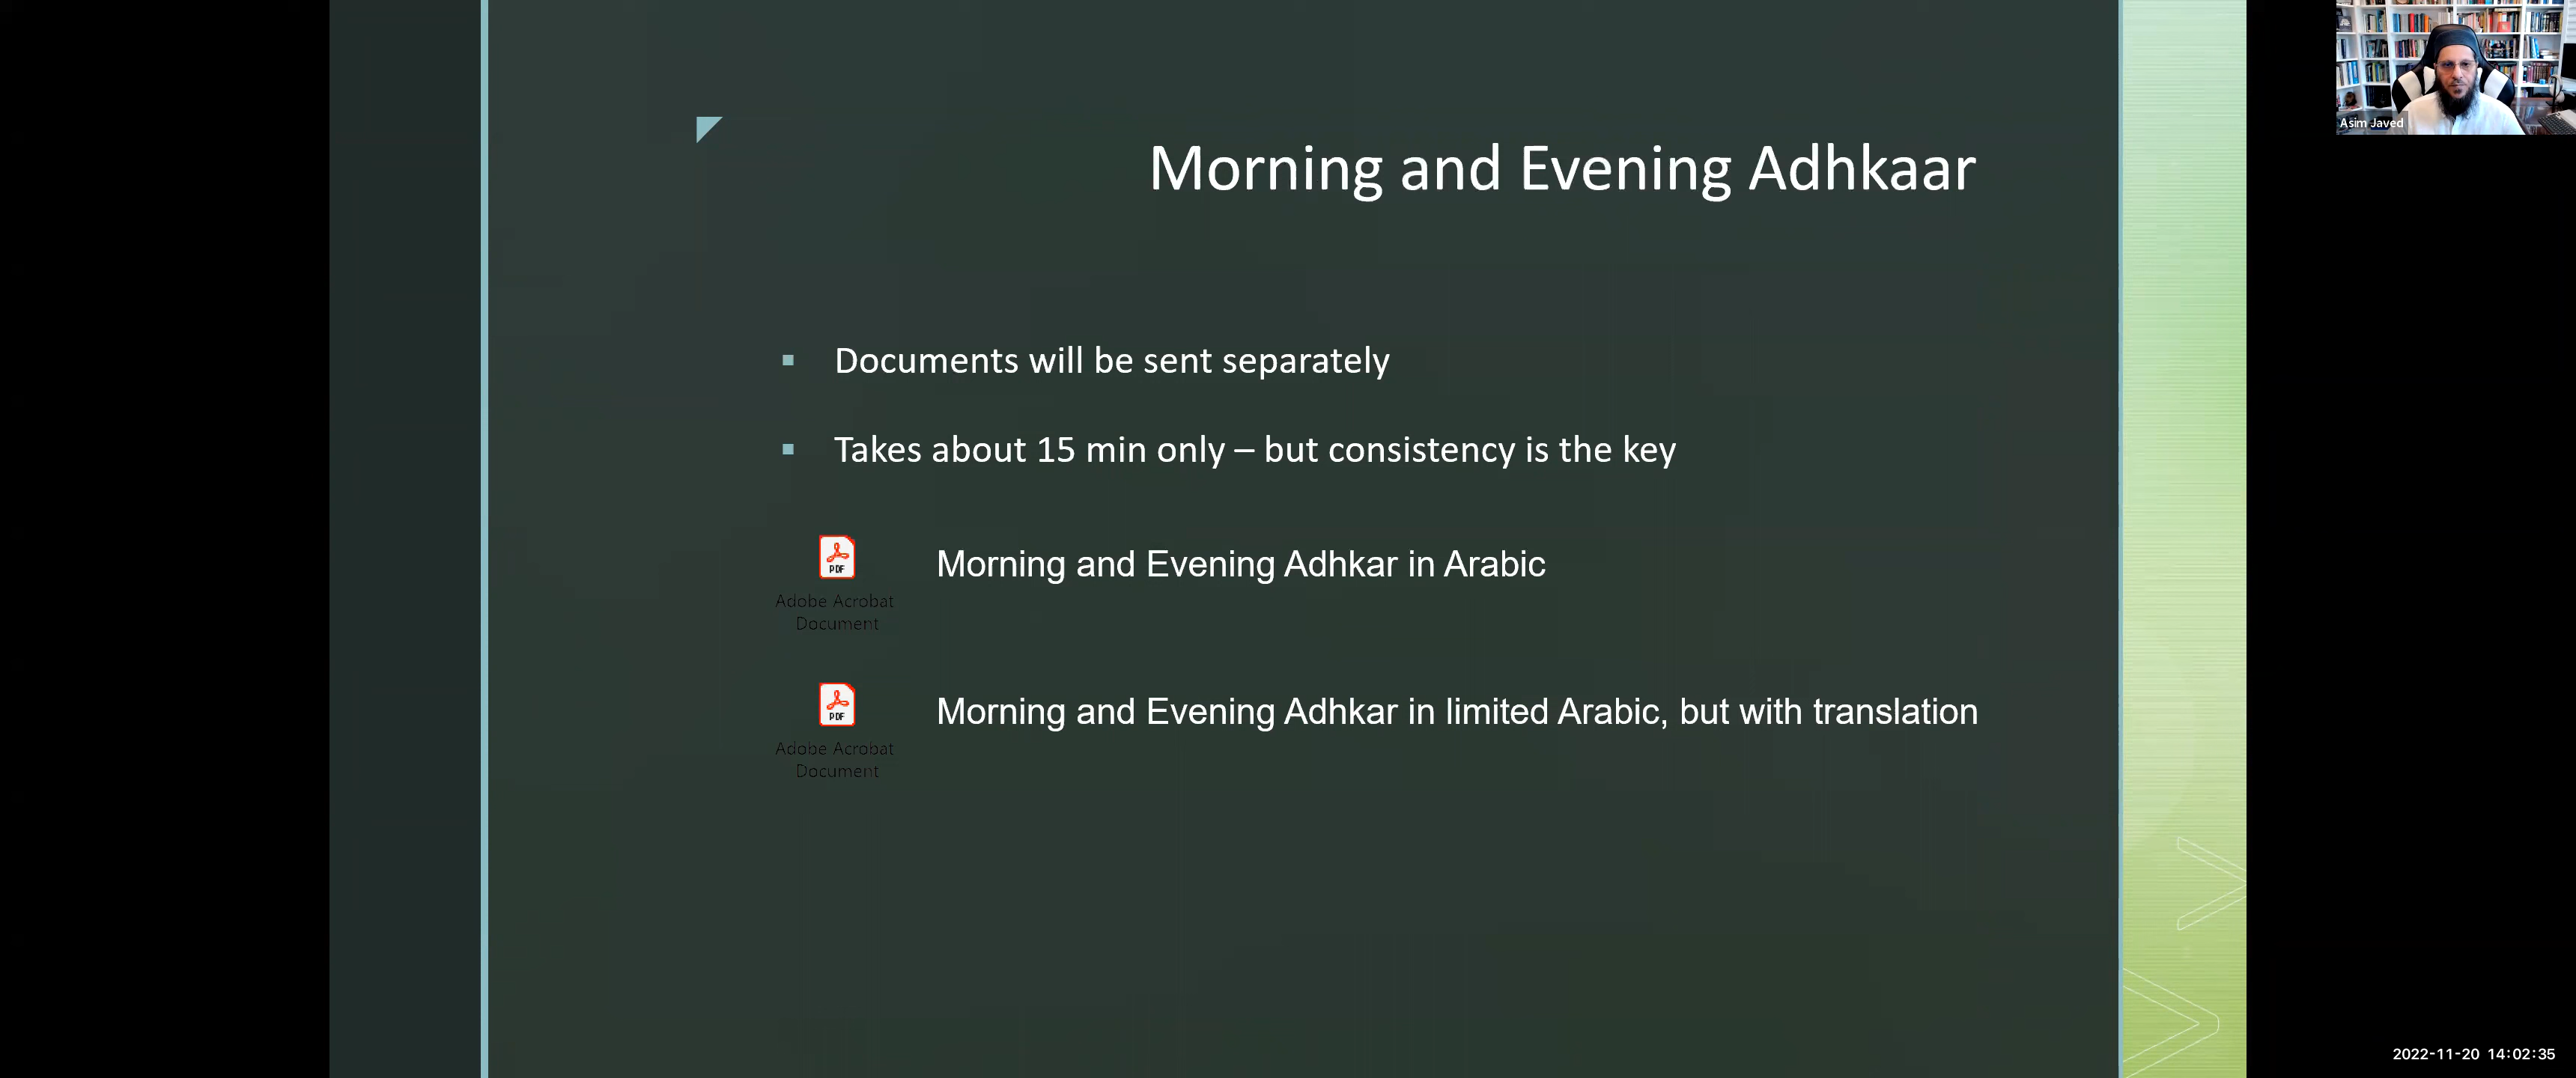 Asim Javed
Morning and Evening Adhkaar
Documents will be sent separately
Takes about 15 min only – but consistency is the key
PDF
Adobe Acrobat
Document
Morning and Evening Adhkar in Arabic
PDF
Adobe Acrobat
Document
Morning and Evening Adhkar in limited Arabic, but with translation
2022-11-20 14:02:35